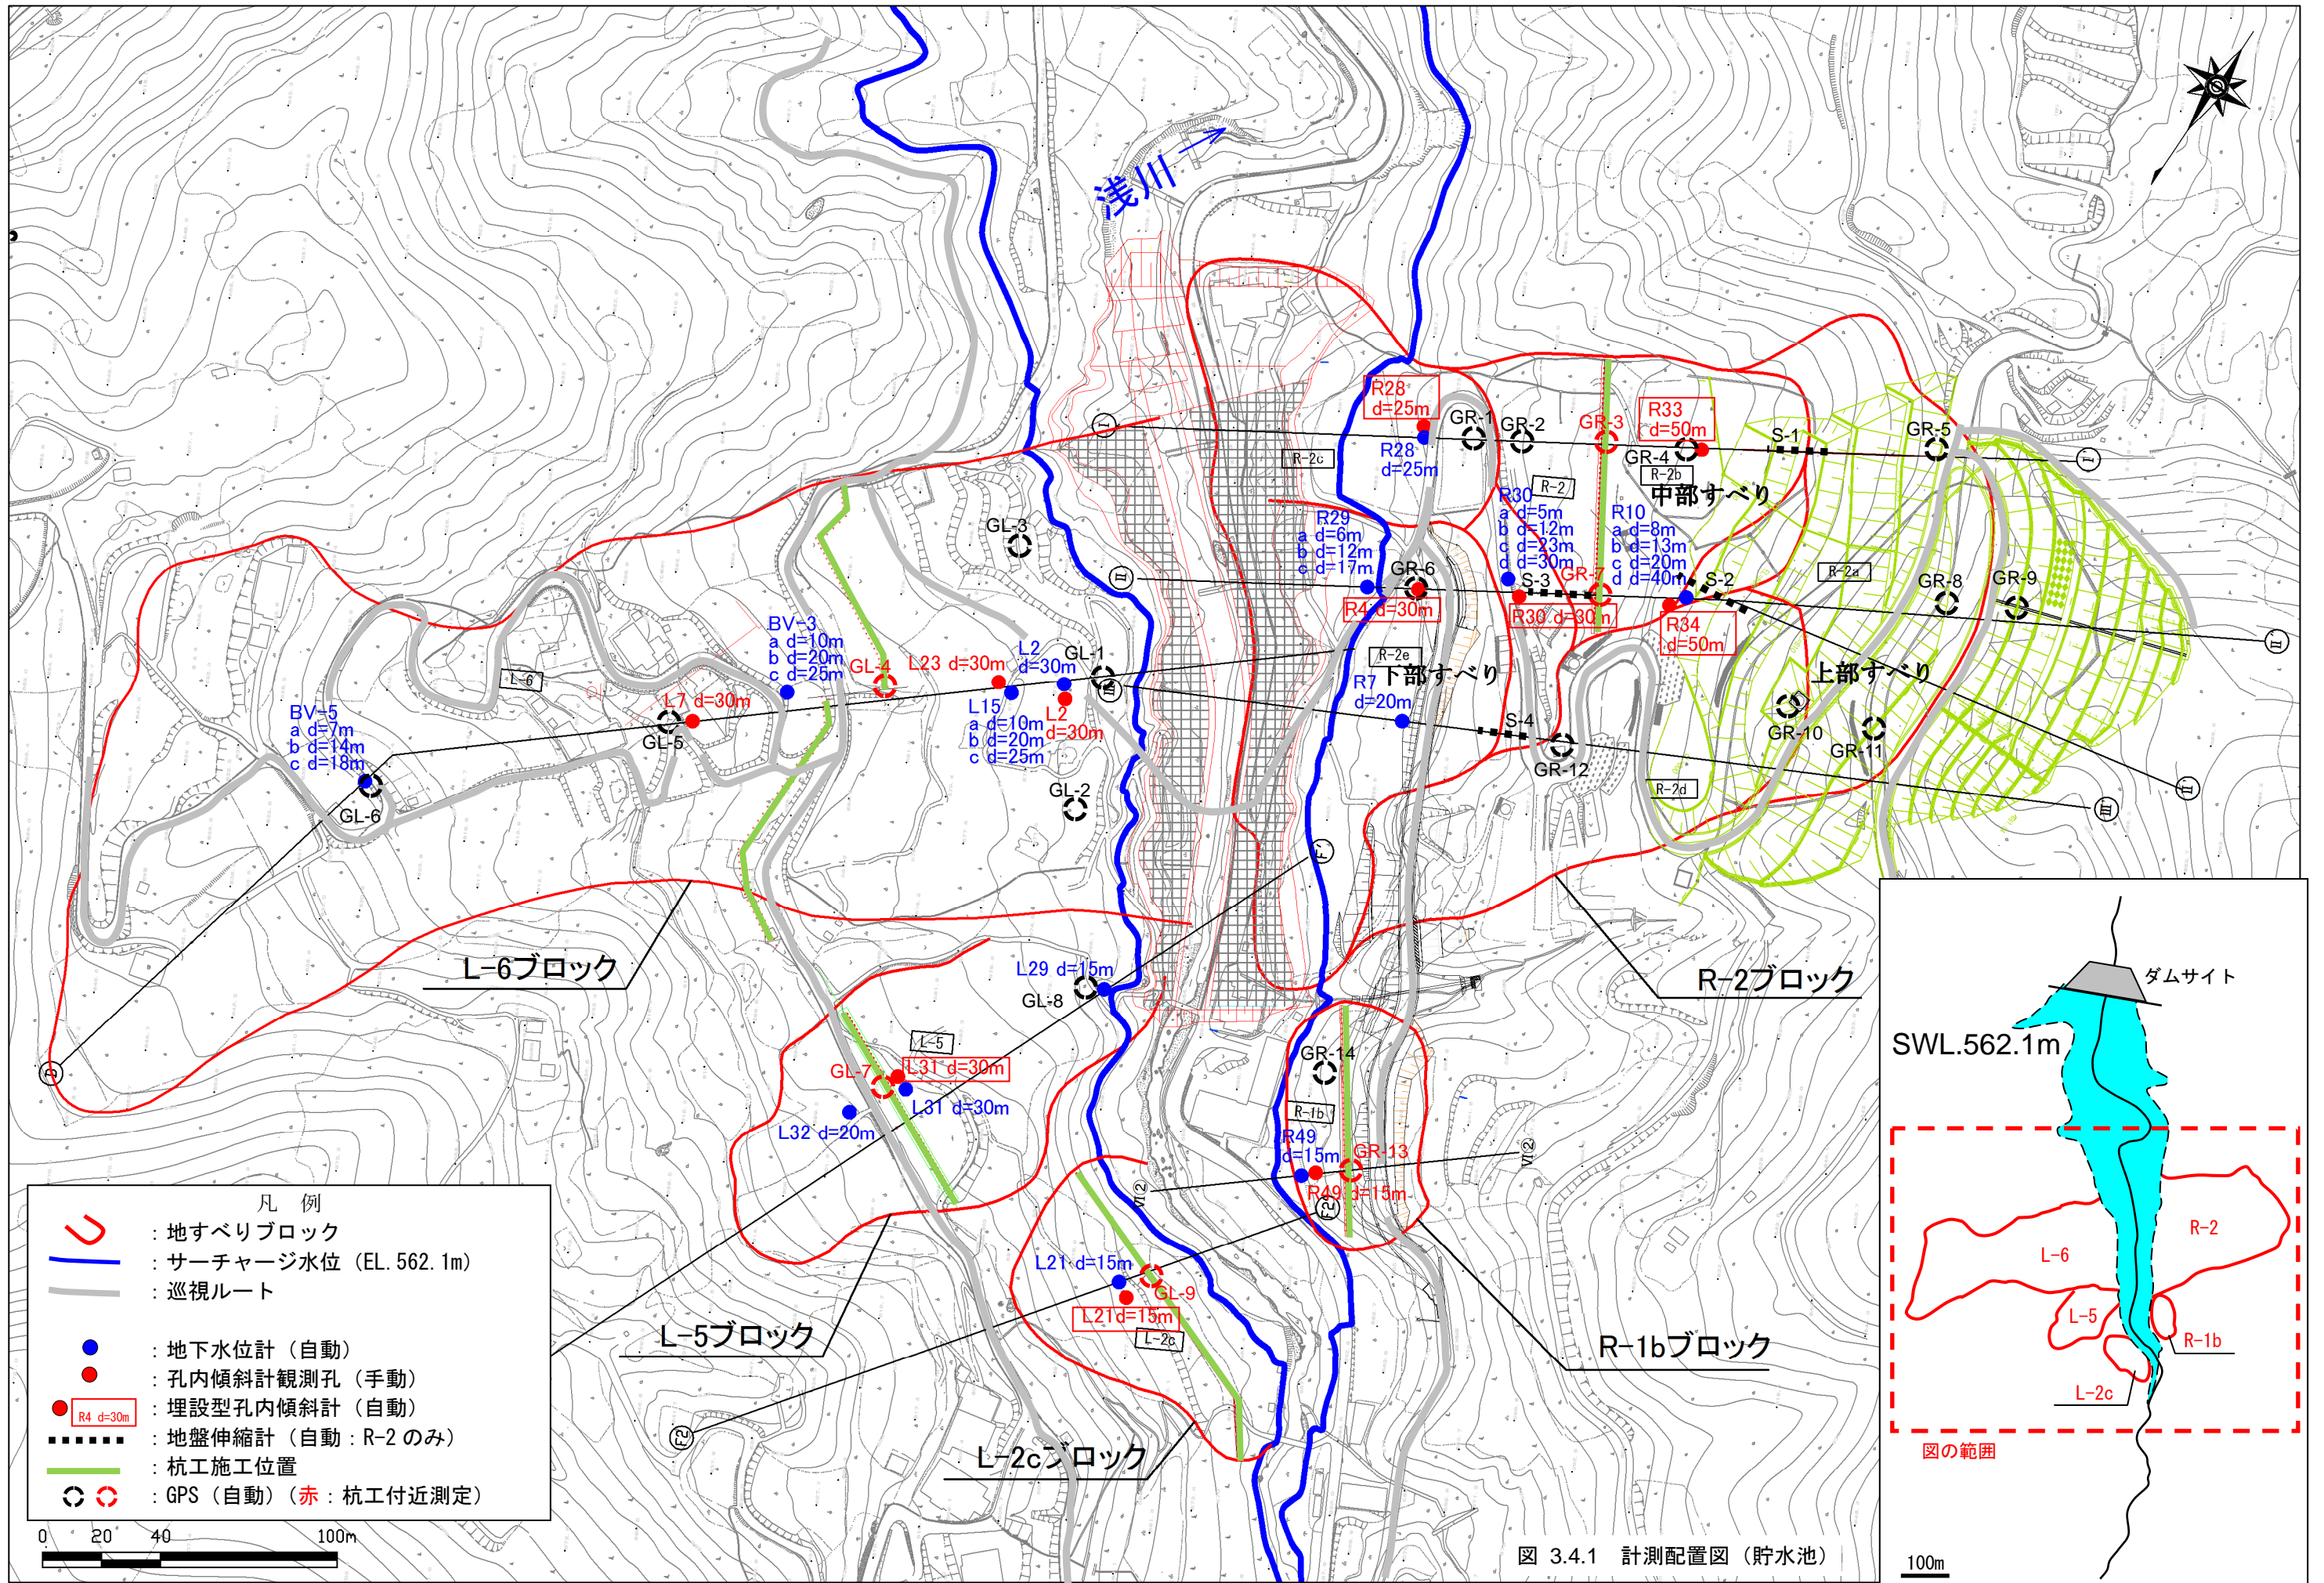 浅川
R28
d=25m
R28
d=25m
GR-1
GR-2
GR-3
R33
d=50m
GR-4
S-1
GR-5
R-2c
R-2
R-2b
中部すべり
I
I'
R29
a d=6m
b d=12m
c d=17m
R30
a d=5m
b d=12m
c d=23m
d d=30m
R10
a d=8m
b d=13m
c d=20m
d d=40m
GR-6
R4 d=30m
S-3
GR-7
R30 d=30m
S-2
R34
d=50m
R-2a
GR-8
GR-9
II
II'
II'
GL-3
BV-3
a d=10m
b d=20m
c d=25m
GL-4
L23 d=30m
L2
d=30m
GL-1
L15
a d=10m
b d=20m
c d=25m
L2
d=30m
GL-2
L-6
L7 d=30m
GL-5
BV-5
a d=7m
b d=14m
c d=18m
GL-6
D
R-2e
下部すべり
R7
d=20m
S-4
GR-12
上部すべり
GR-10
GR-11
R-2d
III'
F'
L-6ブロック
R-2ブロック
L29 d=15m
GL-8
L-5
GL-7
L31 d=30m
L31 d=30m
L32 d=20m
GR-14
R-1b
R49
d=15m
GR-13
R49 d=15m
VI②
VI②
F2'
L21 d=15m
GL-9
L21d=15m
L-2c
F2
L-5ブロック
R-1bブロック
L-2cブロック
凡 例
:地すべりブロック
:サーチャージ水位(EL.562.1m)
:巡視ルート
:地下水位計(自動)
:孔内傾斜計観測孔(手動)
R4 d=30m
:埋設型孔内傾斜計(自動)
:地盤伸縮計(自動:R-2のみ)
:杭工施工位置
:GPS(自動)(赤:杭工付近測定)
0 20 40 100m
図 3.4.1 計測配置図(貯水池)
ダムサイト
SWL.562.1m
R-2
L-6
L-5
R-1b
L-2c
図の範囲
100m